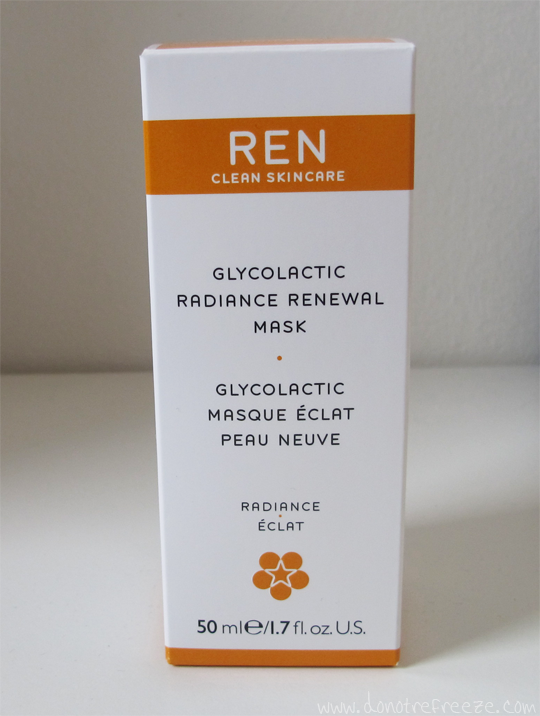 REN
CLEAN SKINCARE
GLYCOLACTIC
RADIANCE RENEWAL
MASK
GLYCOLACTIC
MASQUE ÉCLAT
PEAU NEUVE
RADIANCE
ÉCLAT
50 ml℮/1.7 fl. oz. U.S.
www.donotrefreeze.com